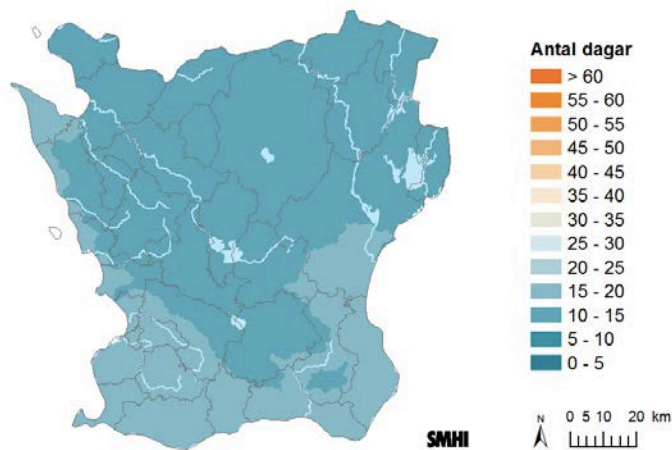 Antal dagar
> 60
55 - 60
50 - 55
45 - 50
40 - 45
35 - 40
30 - 35
25 - 30
20 - 25
15 - 20
10 - 15
5 - 10
0 - 5
SMHI
N
0 5 10 20 km